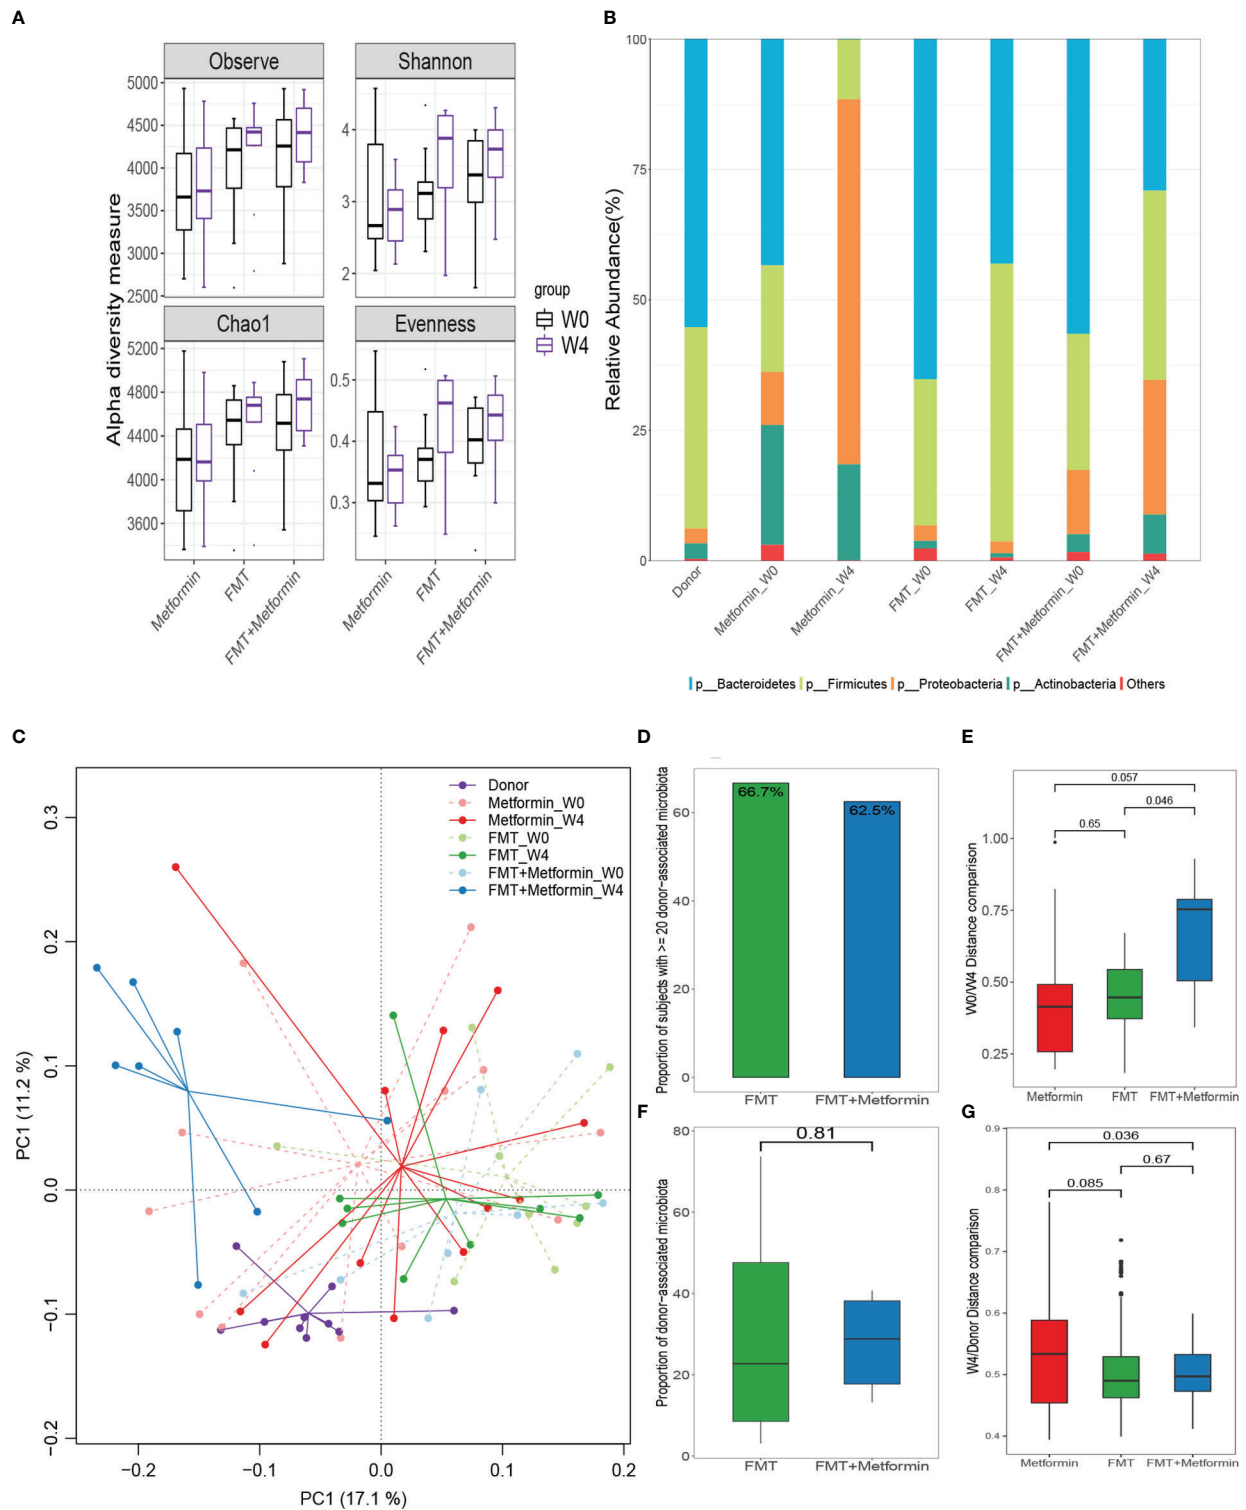 A
Observe
Shannon
5000
4500
4000
3500
3000
2500
4
3
2
Chao1
Evenness
5200
4800
4400
4000
3600
0.5
0.4
0.3
Alpha diversity measure
Metformin
FMT
FMT+Metformin
Metformin
FMT
FMT+Metformin
group
W0
W4
B
100
75
50
25
0
Relative Abundance(%)
Donor
Metformin_W0
Metformin_W4
FMT_W0
FMT_W4
FMT+Metformin_W0
FMT+Metformin_W4
p__Bacteroidetes p__Firmicutes p__Proteobacteria p__Actinobacteria Others
C
Donor
Metformin_W0
Metformin_W4
FMT_W0
FMT_W4
FMT+Metformin_W0
FMT+Metformin_W4
0.3
0.2
0.1
0.0
−0.1
−0.2
PC1 (11.2 %)
−0.2 −0.1 0.0 0.1 0.2
PC1 (17.1 %)
D
Proportion of subjects with >= 20 donor−associated microbiota
60
40
20
0
66.7%
62.5%
FMT FMT+Metformin
E
W0/W4 Distance comparison
1.00
0.75
0.50
0.25
0.057
0.046
0.65
Metformin FMT FMT+Metformin
F
Proportion of donor−associated microbiota
80
60
40
20
0
0.81
FMT FMT+Metformin
G
W4/Donor Distance comparison
0.9
0.8
0.7
0.6
0.5
0.4
0.036
0.67
0.085
Metformin FMT FMT+Metformin